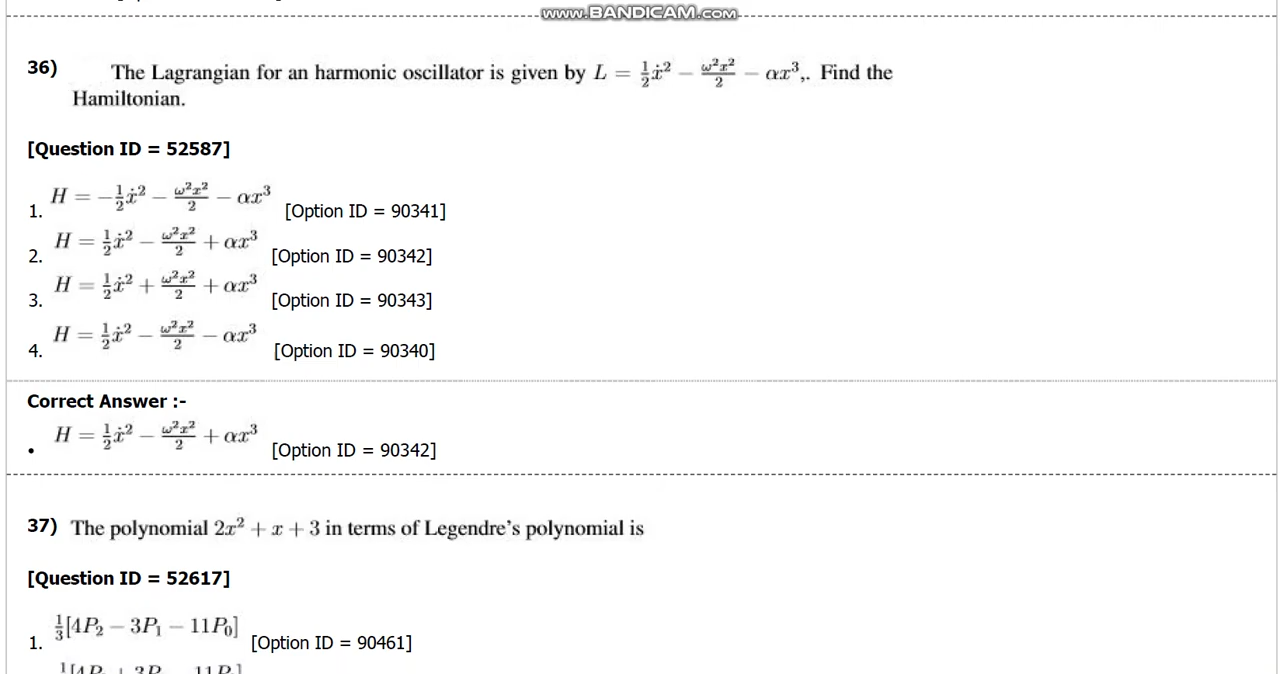 www.BANDICAM.com
36) The Lagrangian for an harmonic oscillator is given by L = ½ẋ² − ω²x²/2 − αx³,. Find the
Hamiltonian.
[Question ID = 52587]
1. H = −½ẋ² − ω²x²/2 − αx³ [Option ID = 90341]
2. H = ½ẋ² − ω²x²/2 + αx³ [Option ID = 90342]
3. H = ½ẋ² + ω²x²/2 + αx³ [Option ID = 90343]
4. H = ½ẋ² − ω²x²/2 − αx³ [Option ID = 90340]
Correct Answer :-
• H = ½ẋ² − ω²x²/2 + αx³ [Option ID = 90342]
37) The polynomial 2x² + x + 3 in terms of Legendre's polynomial is
[Question ID = 52617]
1. ⅓[4P₂ − 3P₁ − 11P₀] [Option ID = 90461]